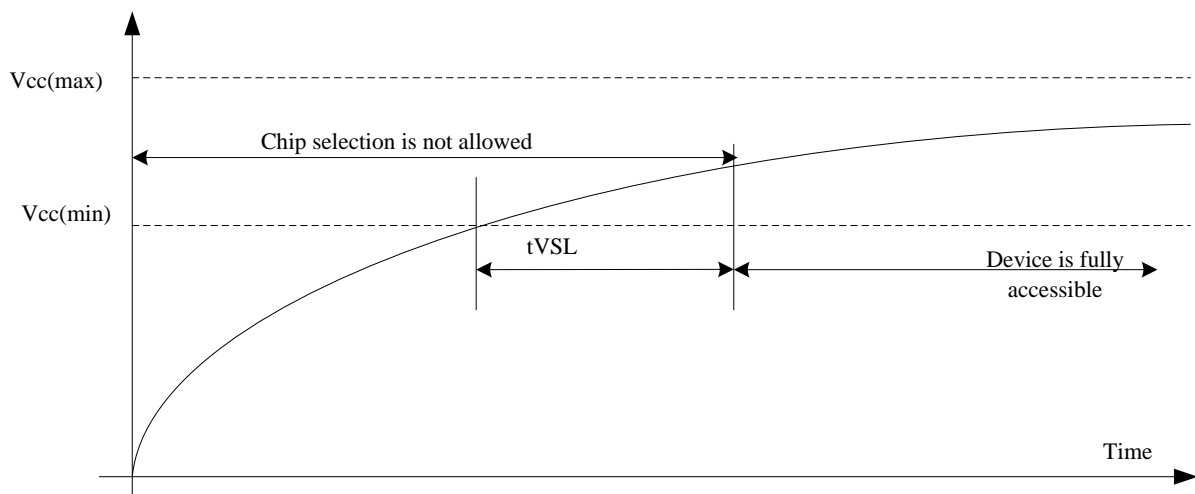 Vcc(max)
Chip selection is not allowed
Vcc(min)
tVSL
Device is fully
accessible
Time